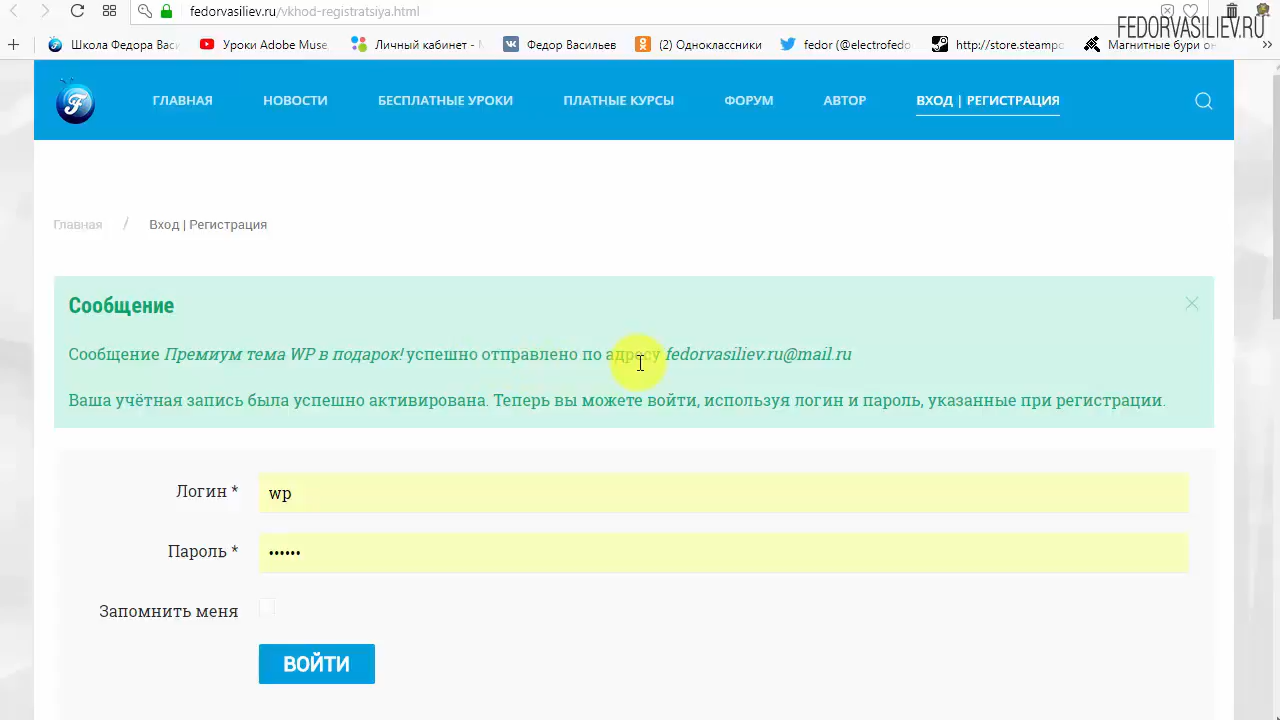 fedorvasiliev.ru/vkhod-registratsiya.html
FEDORVASILIEV.RU
Школа Федора Васи
Уроки Adobe Muse,
Личный кабинет - М
Федор Васильев
(2) Одноклассники
fedor (@electrofedo
http://store.steampo
Магнитные бури он
ГЛАВНАЯ
НОВОСТИ
БЕСПЛАТНЫЕ УРОКИ
ПЛАТНЫЕ КУРСЫ
ФОРУМ
АВТОР
ВХОД | РЕГИСТРАЦИЯ
Главная / Вход | Регистрация
Сообщение
Сообщение Премиум тема WP в подарок! успешно отправлено по адресу fedorvasiliev.ru@mail.ru
Ваша учётная запись была успешно активирована. Теперь вы можете войти, используя логин и пароль, указанные при регистрации.
Логин *
wp
Пароль *
••••••
Запомнить меня
ВОЙТИ